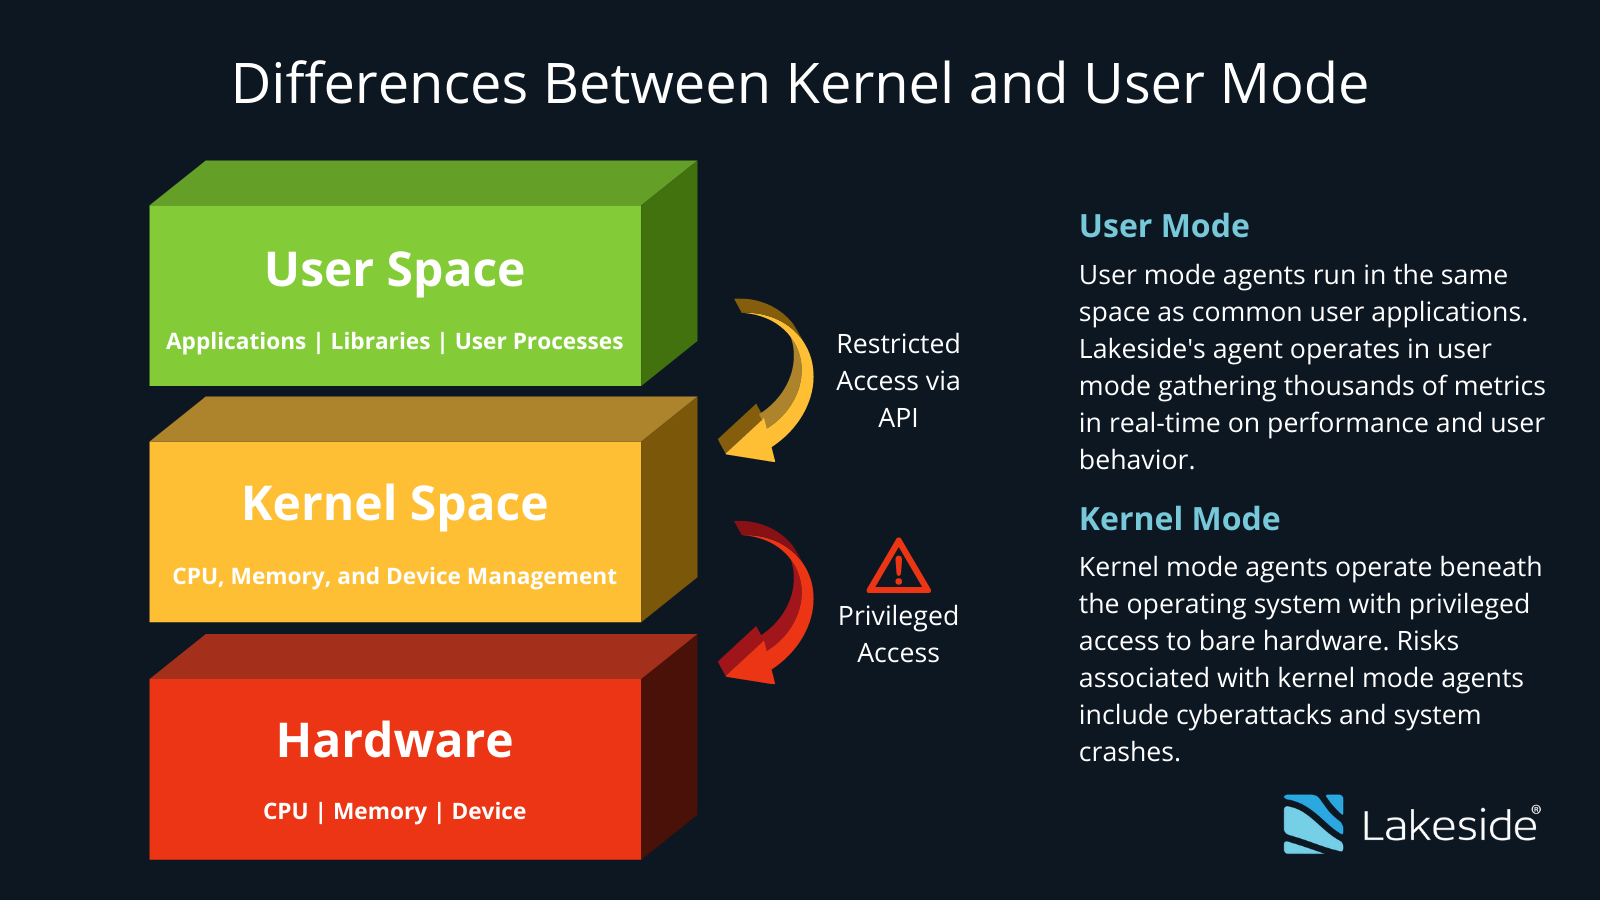 Differences Between Kernel and User Mode
User Space
Applications | Libraries | User Processes
Restricted
Access via
API
Kernel Space
CPU, Memory, and Device Management
Privileged
Access
Hardware
CPU | Memory | Device
User Mode
User mode agents run in the same
space as common user applications.
Lakeside's agent operates in user
mode gathering thousands of metrics
in real-time on performance and user
behavior.
Kernel Mode
Kernel mode agents operate beneath
the operating system with privileged
access to bare hardware. Risks
associated with kernel mode agents
include cyberattacks and system
crashes.
Lakeside®